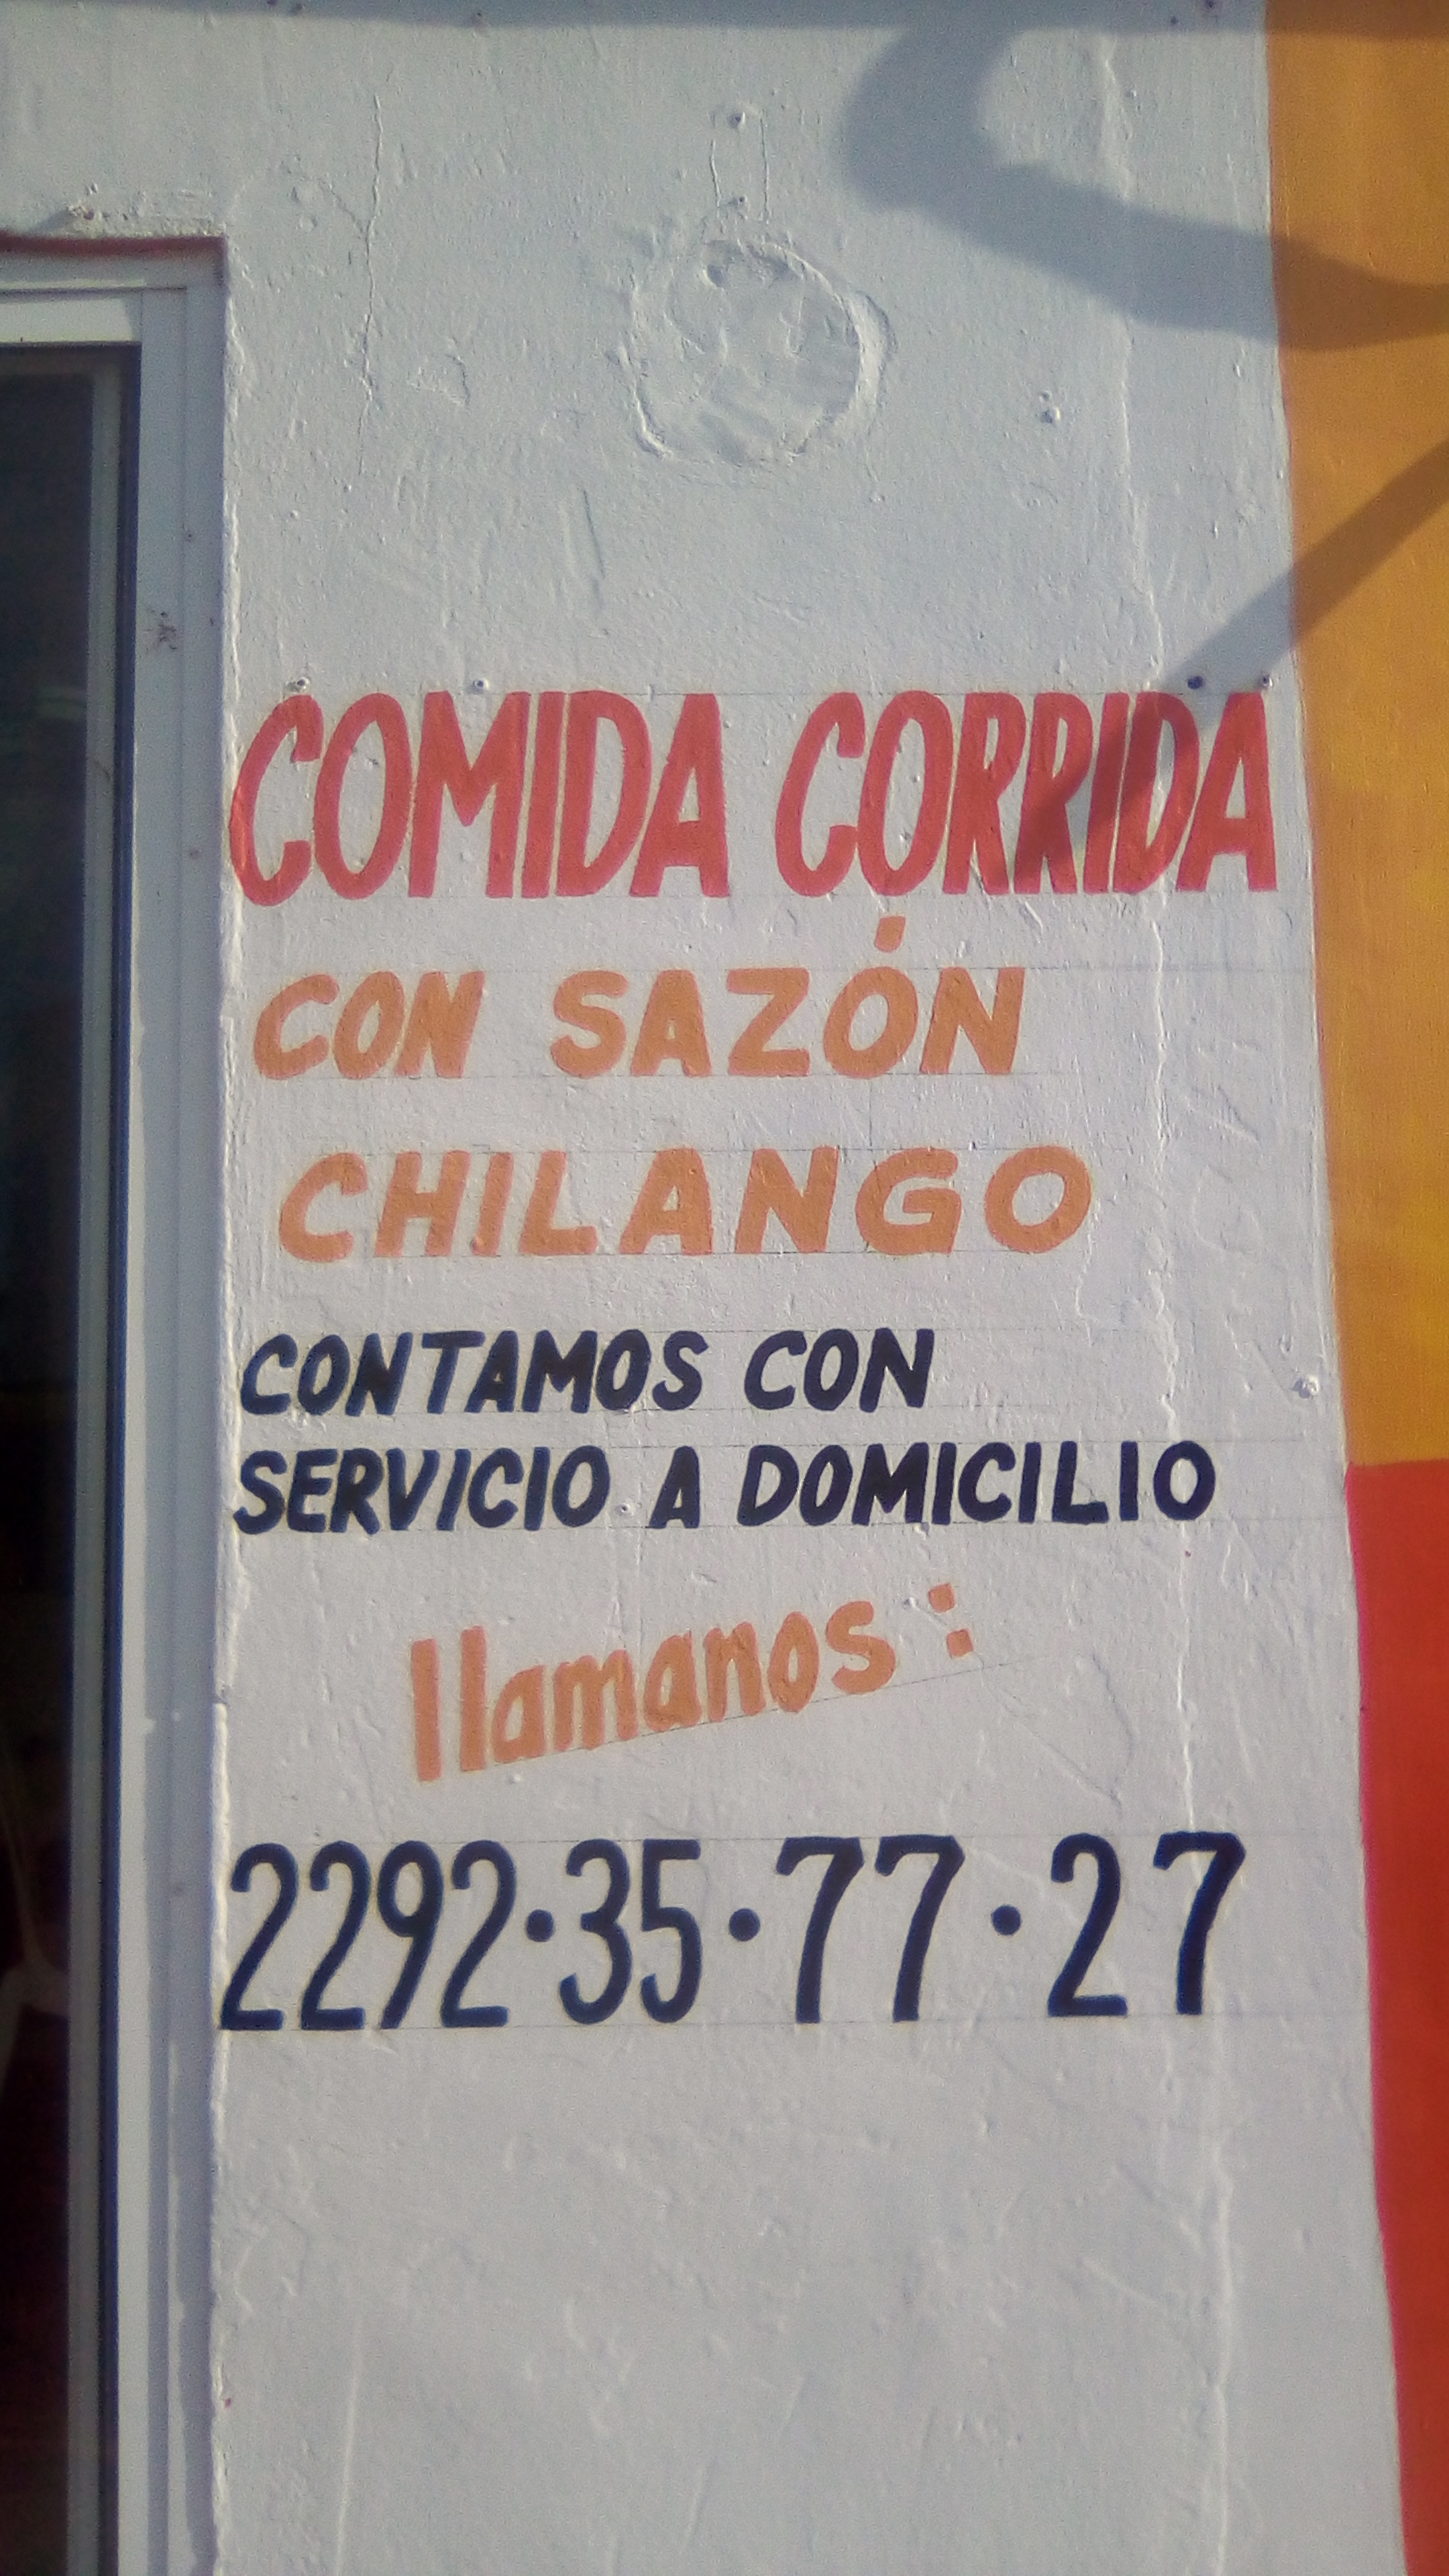 COMIDA CORRIDA
CON SAZÓN
CHILANGO
CONTAMOS CON
SERVICIO A DOMICILIO
llamanos:
2292·35·77·27